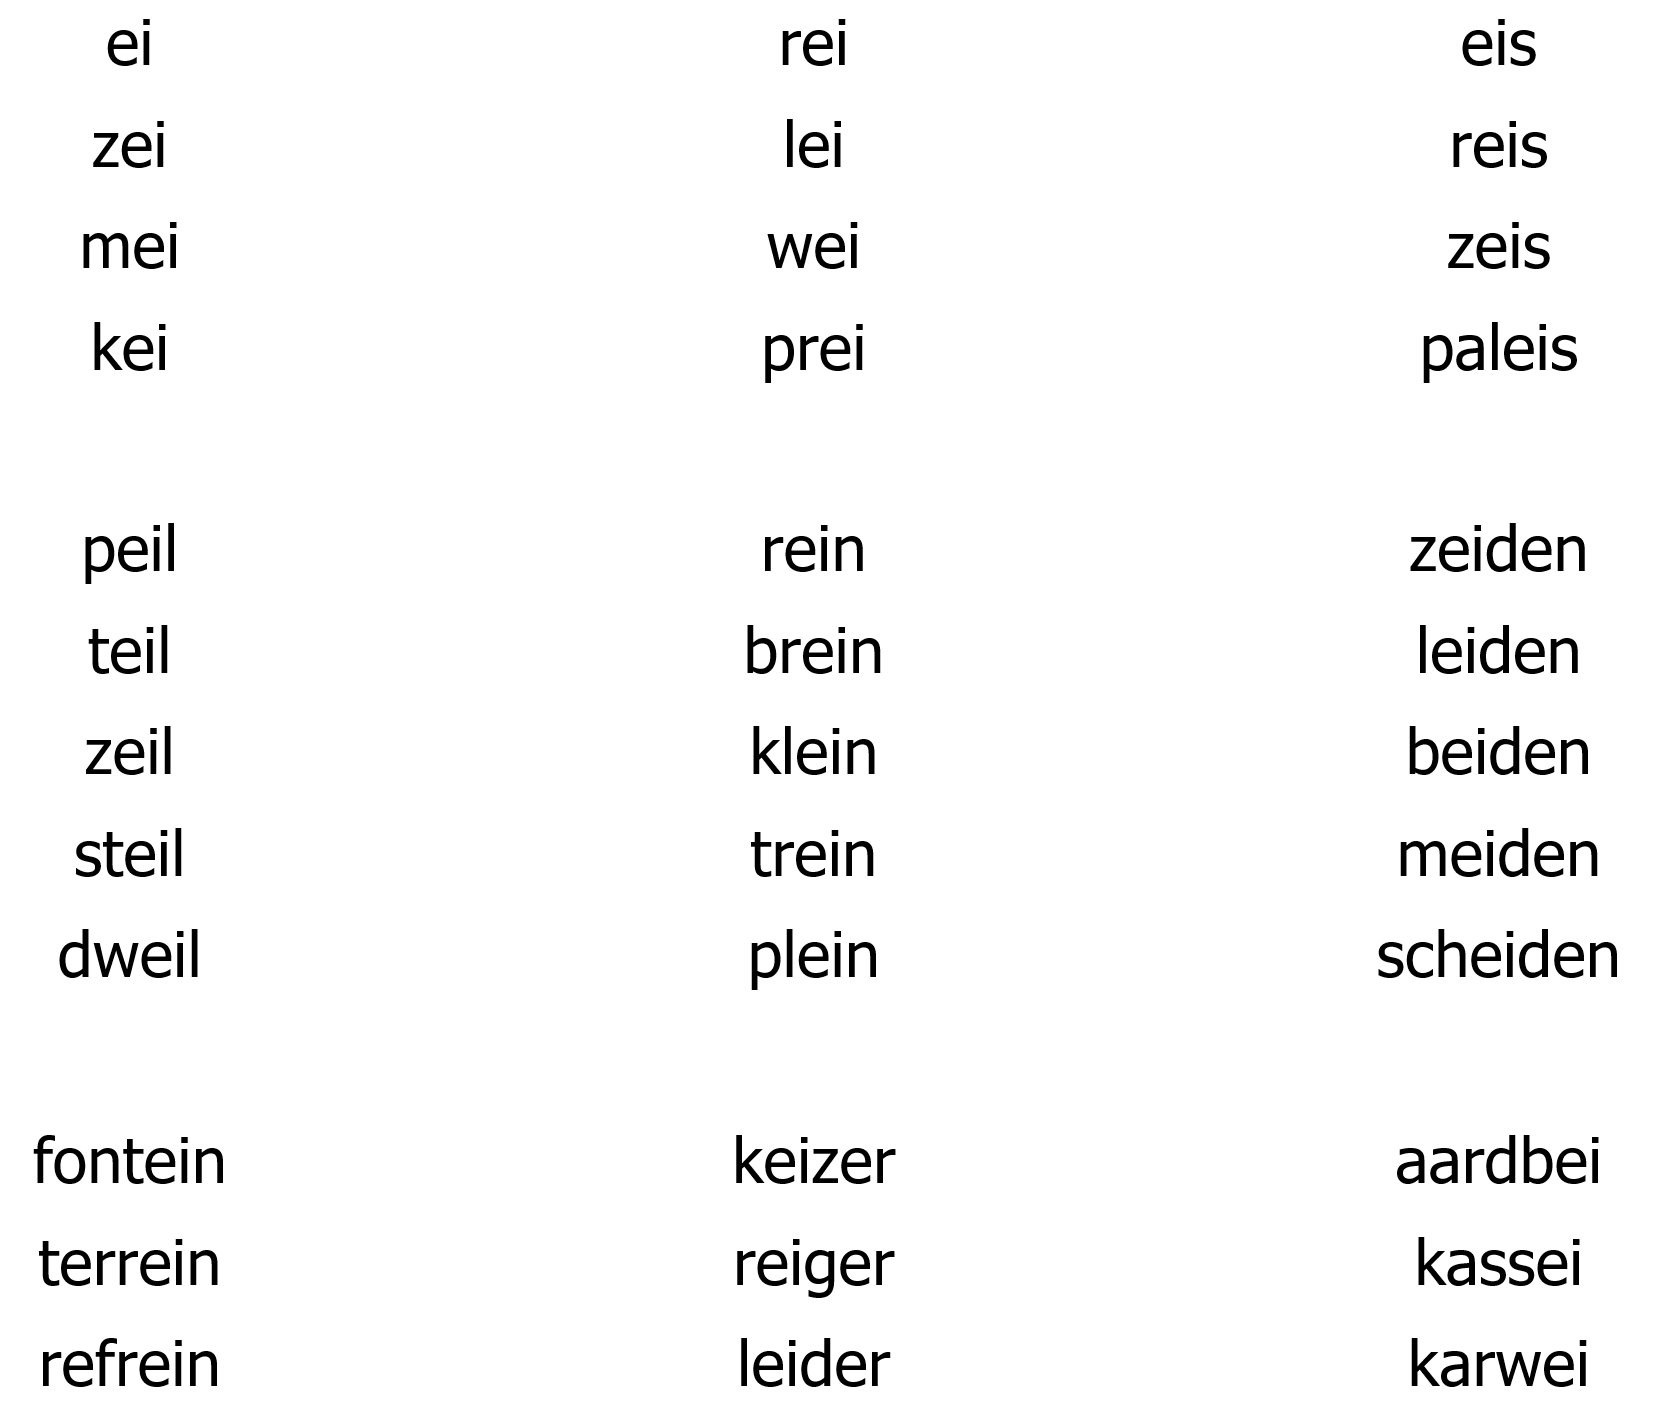 ei rei eis
zei lei reis
mei wei zeis
kei prei paleis
peil rein zeiden
teil brein leiden
zeil klein beiden
steil trein meiden
dweil plein scheiden
fontein keizer aardbei
terrein reiger kassei
refrein leider karwei